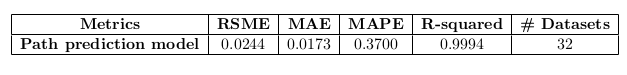 Metrics RSME MAE MAPE R-squared # Datasets
Path prediction model 0.0244 0.0173 0.3700 0.9994 32